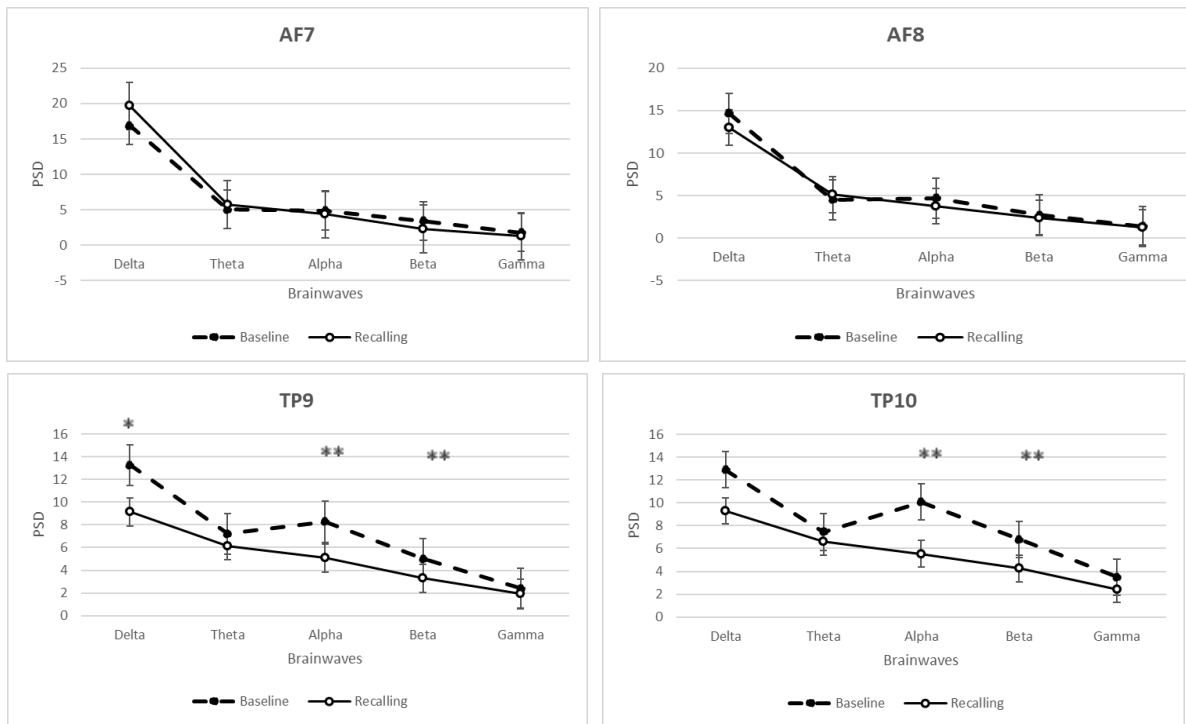 AF7
25
20
15
10
5
0
-5
PSD
Delta Theta Alpha Beta Gamma
Brainwaves
Baseline Recalling
AF8
20
15
10
5
0
-5
PSD
Delta Theta Alpha Beta Gamma
Brainwaves
Baseline Recalling
TP9
*
** **
16
14
12
10
8
6
4
2
0
PSD
Delta Theta Alpha Beta Gamma
Brainwaves
Baseline Recalling
TP10
** **
16
14
12
10
8
6
4
2
0
PSD
Delta Theta Alpha Beta Gamma
Brainwaves
Baseline Recalling